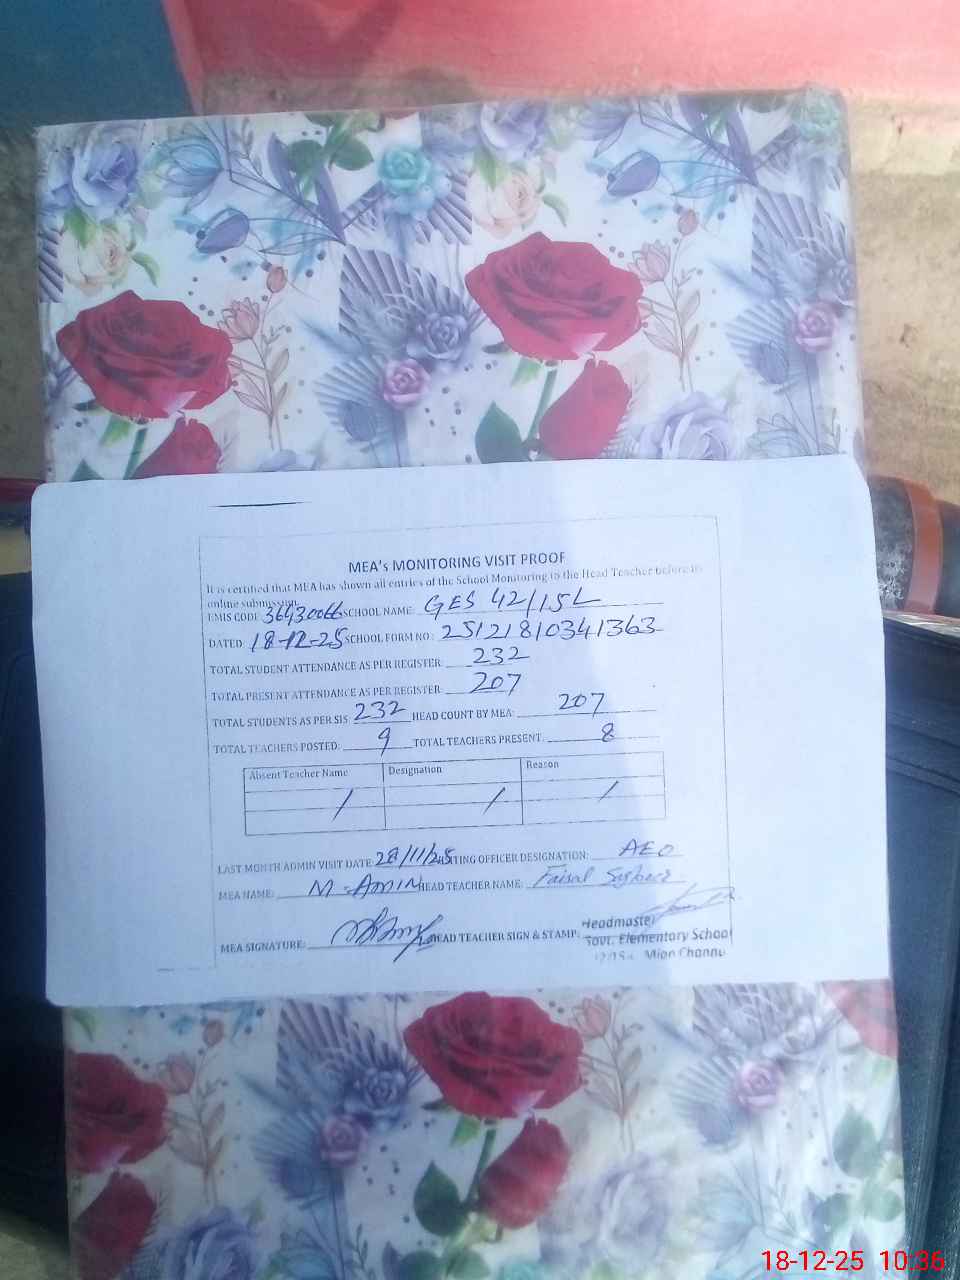 MEA's MONITORING VISIT PROOF
It is certified that MEA has shown all entries of the School Monitoring to the Head Teacher before its
online submission.
EMIS CODE: 36430066 SCHOOL NAME: GES 42/15L
DATED: 18-12-25 SCHOOL FORM NO.: 25121810341363
TOTAL STUDENT ATTENDANCE AS PER REGISTER: 232
TOTAL PRESENT ATTENDANCE AS PER REGISTER: 207
TOTAL STUDENTS AS PER SIS: 232 HEAD COUNT BY MEA: 207
TOTAL TEACHERS POSTED: 9 TOTAL TEACHERS PRESENT: 8
Absent Teacher Name Designation Reason
/ / /
LAST MONTH ADMIN VISIT DATE: 28/11/25 ITING OFFICER DESIGNATION: AEO
MEA NAME: M-AMIN HEAD TEACHER NAME: Faisal
MEA SIGNATURE: HEAD TEACHER SIGN & STAMP:
Headmaster
Govt. Elementary School
Mian Channu
18-12-25 10:36